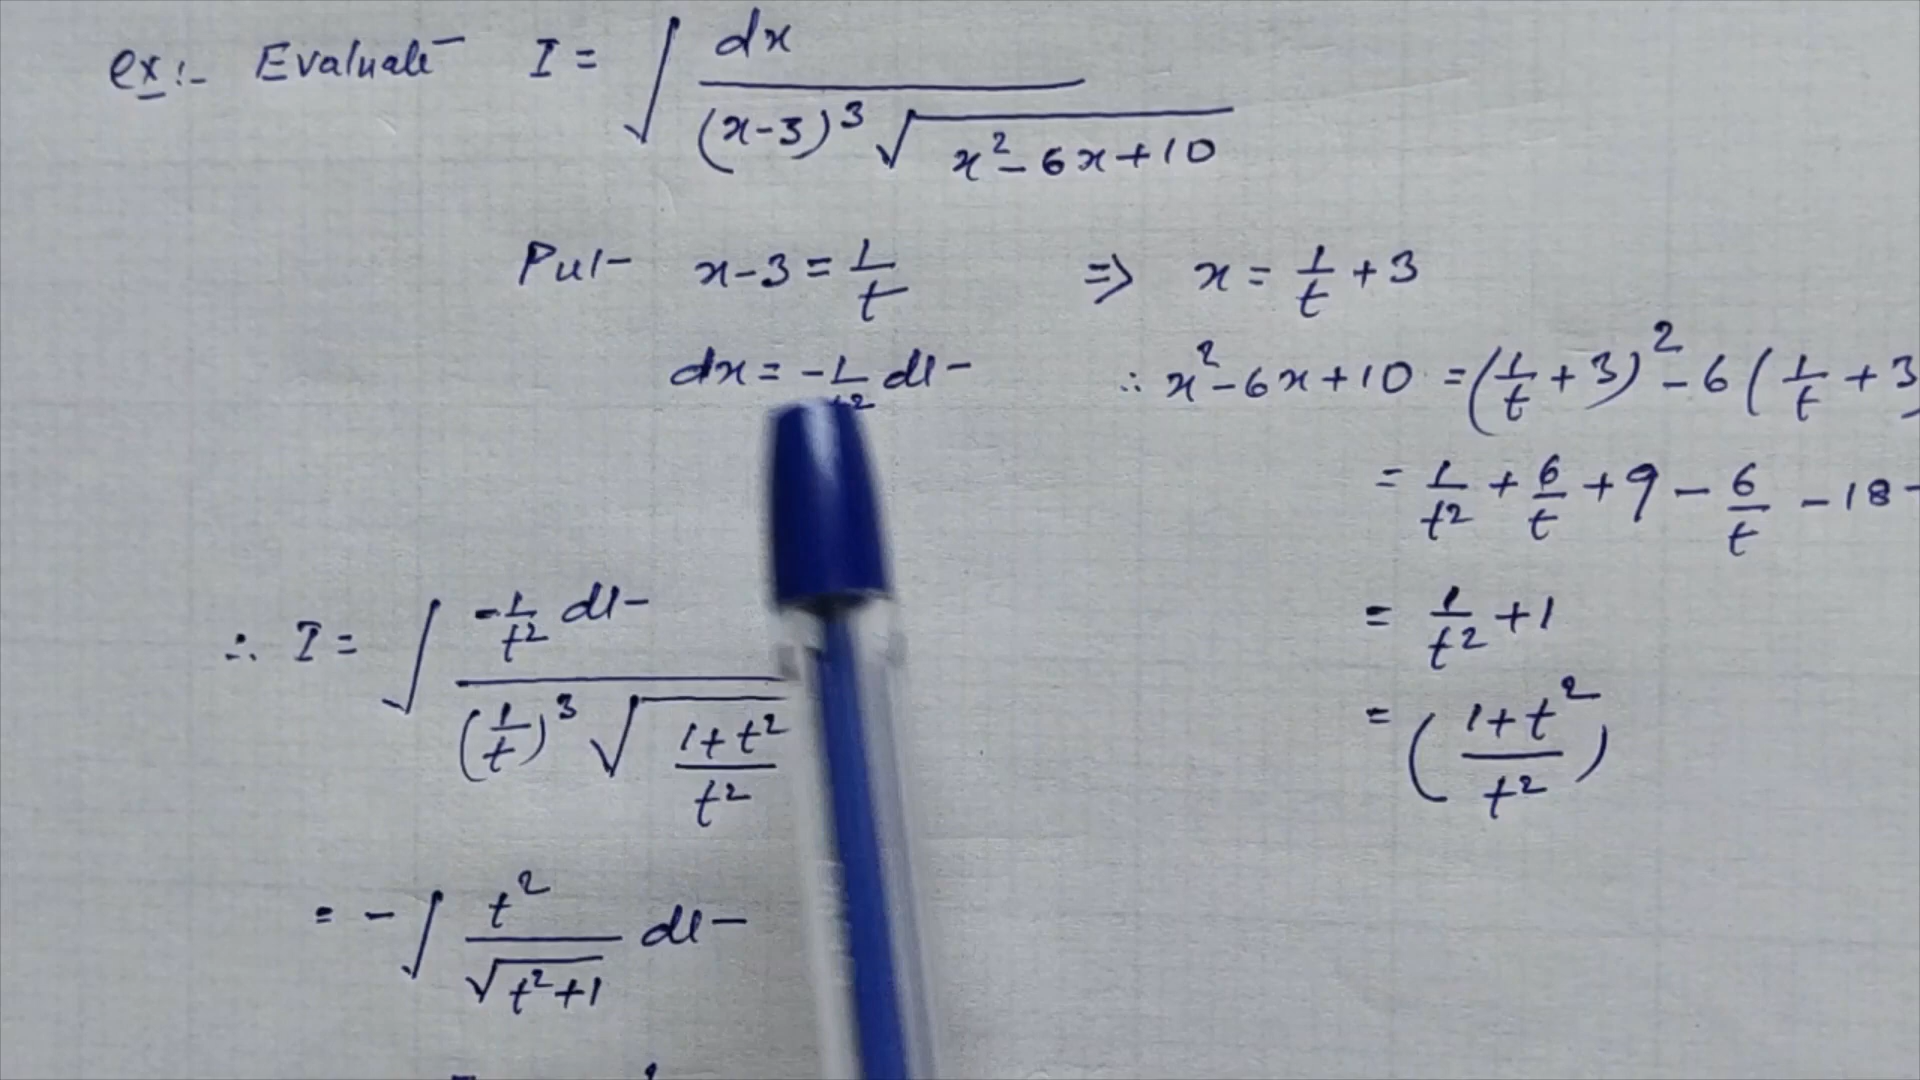 ex:- Evaluate I = ∫ dx / (x-3)³ √(x²-6x+10)
Put x-3 = 1/t ⇒ x = 1/t + 3
dx = -1/t² dt ∴ x²-6x+10 = (1/t + 3)² - 6(1/t + 3
= 1/t² + 6/t + 9 - 6/t - 18
∴ I = ∫ -1/t² dt / (1/t)³ √((1+t²)/t²)
= 1/t² + 1
= ((1+t²)/t²)
= -∫ t²/√(t²+1) dt